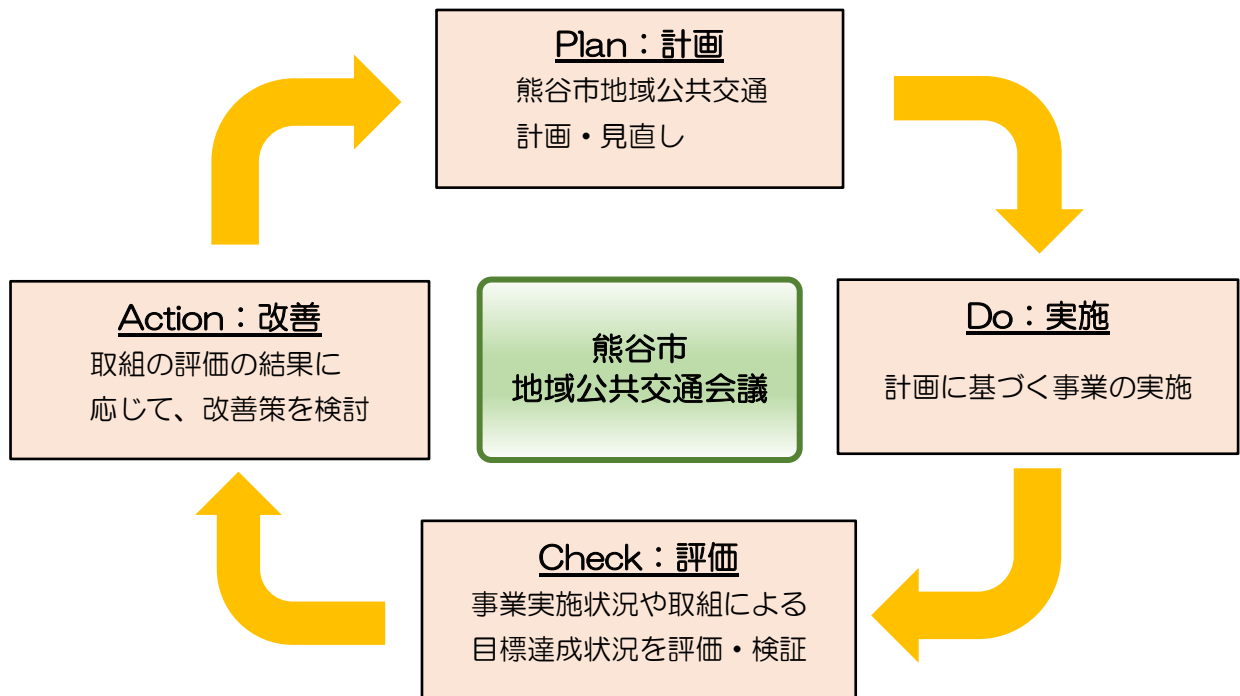 Plan:計画
熊谷市地域公共交通
計画・見直し
Action:改善
取組の評価の結果に
応じて、改善策を検討
熊谷市
地域公共交通会議
Do:実施
計画に基づく事業の実施
Check:評価
事業実施状況や取組による
目標達成状況を評価・検証